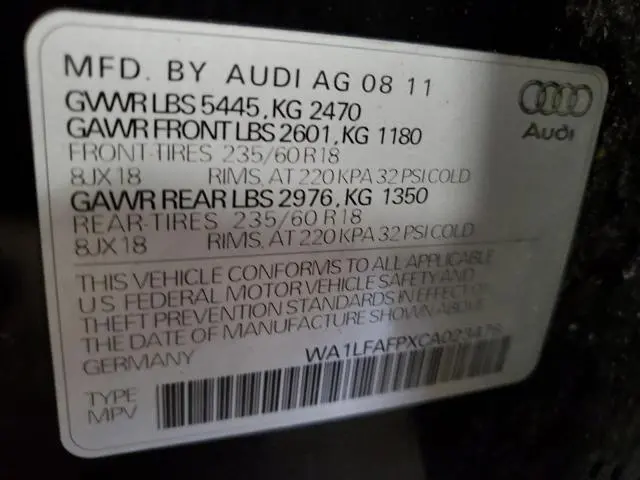 MFD. BY AUDI AG 08 11
GVWR LBS 5445, KG 2470
GAWR FRONT LBS 2601, KG 1180
FRONT-TIRES 235/60 R18
8JX18 RIMS, AT 220 KPA 32 PSI COLD
GAWR REAR LBS 2976, KG 1350
REAR-TIRES 235/60 R18
8JX18 RIMS, AT 220 KPA 32 PSI COLD
Audi
THIS VEHICLE CONFORMS TO ALL APPLICABLE
U S FEDERAL MOTOR VEHICLE SAFETY AND
THEFT PREVENTION STANDARDS IN EFFECT ON
THE DATE OF MANUFACTURE SHOWN ABOVE
GERMANY
TYPE
MPV